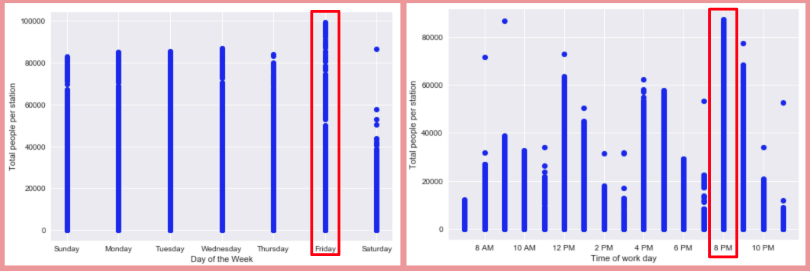 100000
80000
60000
40000
20000
0
Total people per station
Sunday Monday Tuesday Wednesday Thursday Friday Saturday
Day of the Week
80000
60000
40000
20000
0
Total people per station
8 AM 10 AM 12 PM 2 PM 4 PM 6 PM 8 PM 10 PM
Time of work day